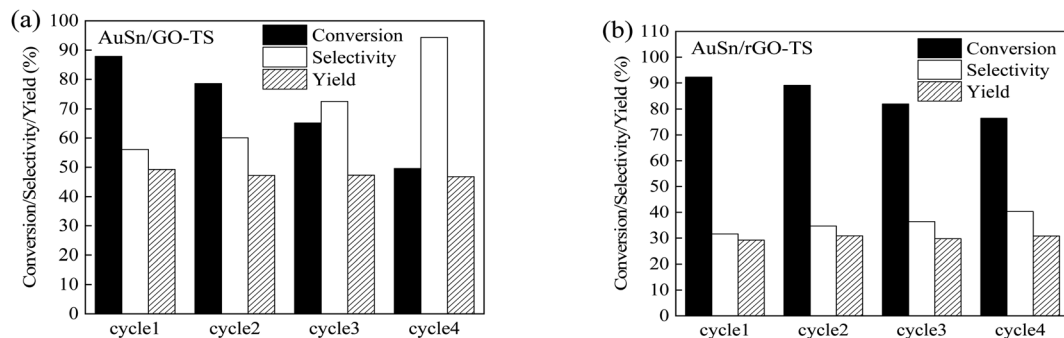 (a)
Conversion/Selectivity/Yield (%)
100
90
80
70
60
50
40
30
20
10
0
AuSn/GO-TS
Conversion
Selectivity
Yield
cycle1 cycle2 cycle3 cycle4
(b)
Conversion/Selectivity/Yield (%)
110
100
90
80
70
60
50
40
30
20
10
0
AuSn/rGO-TS
Conversion
Selectivity
Yield
cycle1 cycle2 cycle3 cycle4